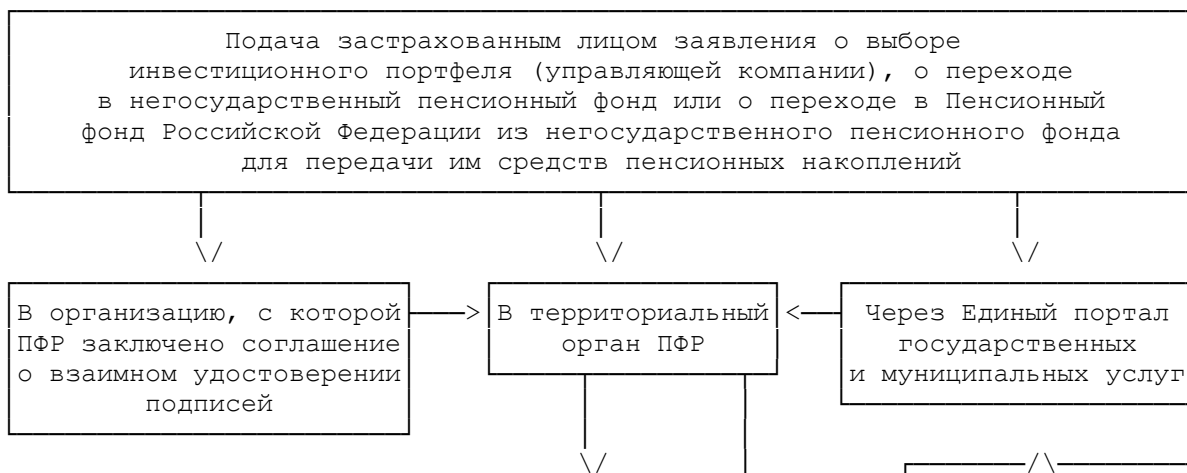 Подача застрахованным лицом заявления о выборе
инвестиционного портфеля (управляющей компании), о переходе
в негосударственный пенсионный фонд или о переходе в Пенсионный
фонд Российской Федерации из негосударственного пенсионного фонда
для передачи им средств пенсионных накоплений
В организацию, с которой
ПФР заключено соглашение
о взаимном удостоверении
подписей
В территориальный
орган ПФР
Через Единый портал
государственных
и муниципальных услуг